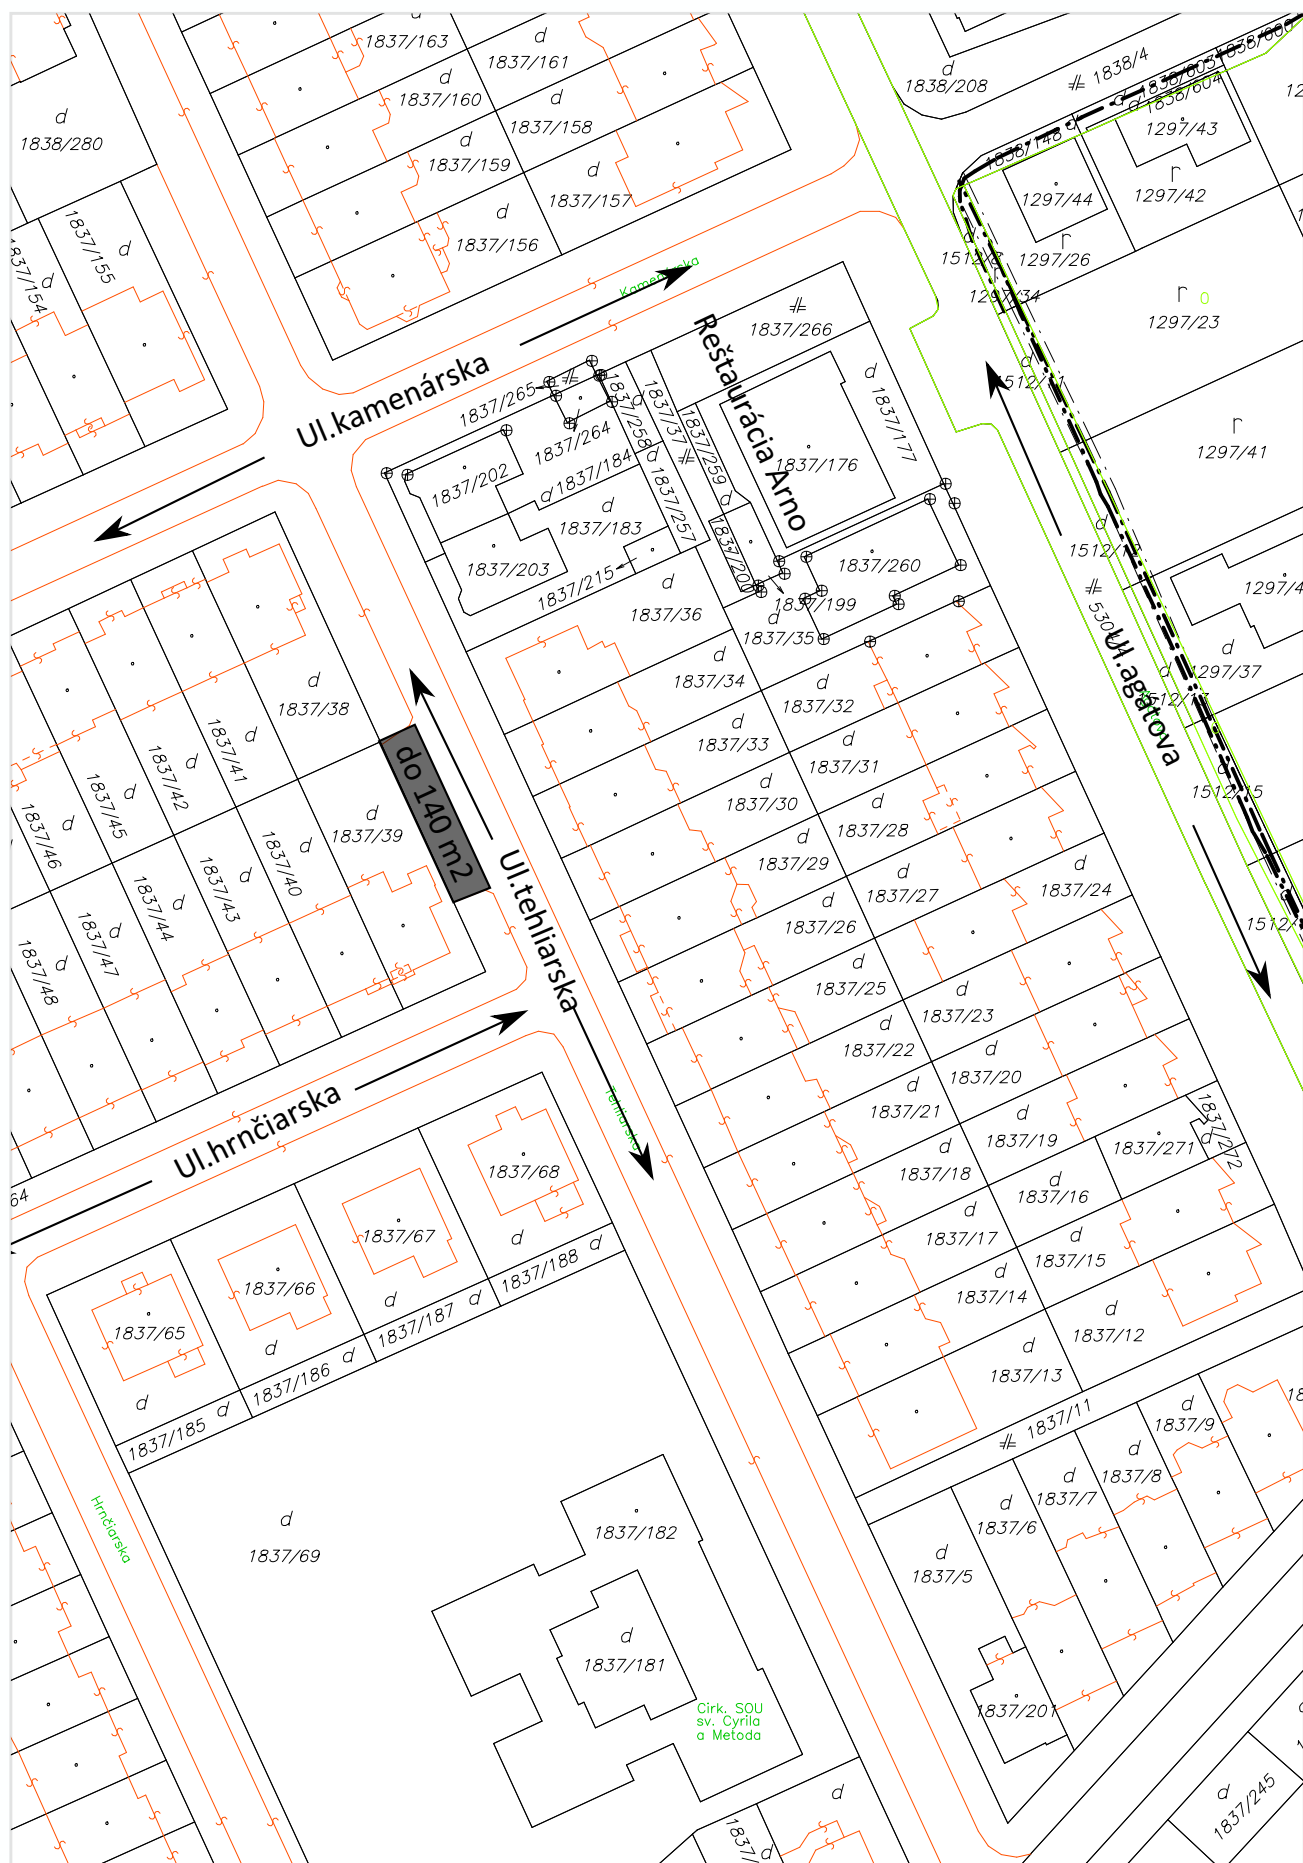 1837/163
d
1837/161
d
1837/160
d
1837/158
d
1837/159
d
1837/157
d
1837/156
d
1838/280
d
1837/155
d
1837/154
d
1838/208
1838/4
1838/603
1838/600
d
1838/604
1838/148
d
1297/43
r
1297/42
1297/44
r
1297/26
d
r
1297/34
r
o
1297/23
d
r
1297/41
Kamenárska
Ul.kamenárska
Reštaurácia Arno
1837/266
d
1837/177
1837/176
1837/265
1837/264
1837/258
d
1837/37
1837/259
d
1837/202
d
1837/184
d
1837/183
d
1837/257
1837/203
1837/215
1837/200
1837/260
1837/199
d
1837/36
d
1837/35
d
1837/34
d
1837/32
d
1837/33
d
1837/31
d
1837/30
d
1837/28
d
1837/29
d
1837/27
d
1837/24
d
1837/26
d
1837/25
d
1837/23
d
1837/22
d
1837/20
d
1837/21
d
1837/19
d
1837/18
d
1837/16
1837/271
1837/272
d
d
1837/17
d
1837/15
d
1837/14
d
1837/12
d
1837/13
1837/11
d
1837/9
d
1837/8
d
1837/7
d
1837/6
d
1837/5
1837/201
d
1837/245
Ul.agátova
d
1297/37
d
1512/15
d
1837/38
d
1837/41
d
1837/42
d
1837/45
d
1837/46
d
1837/39
d
1837/40
d
1837/43
d
1837/44
d
1837/47
d
1837/48
do 140 m2
Ul.tehliarska
Tehliarska
Ul.hrnčiarska
64
1837/68
d
1837/67
d
1837/66
d
1837/65
d
1837/188 d
1837/187 d
1837/186 d
1837/185 d
Hrnčiarska
d
1837/69
1837/182
d
1837/181
Cirk. SOU
sv. Cyrila
a Metoda
d
d